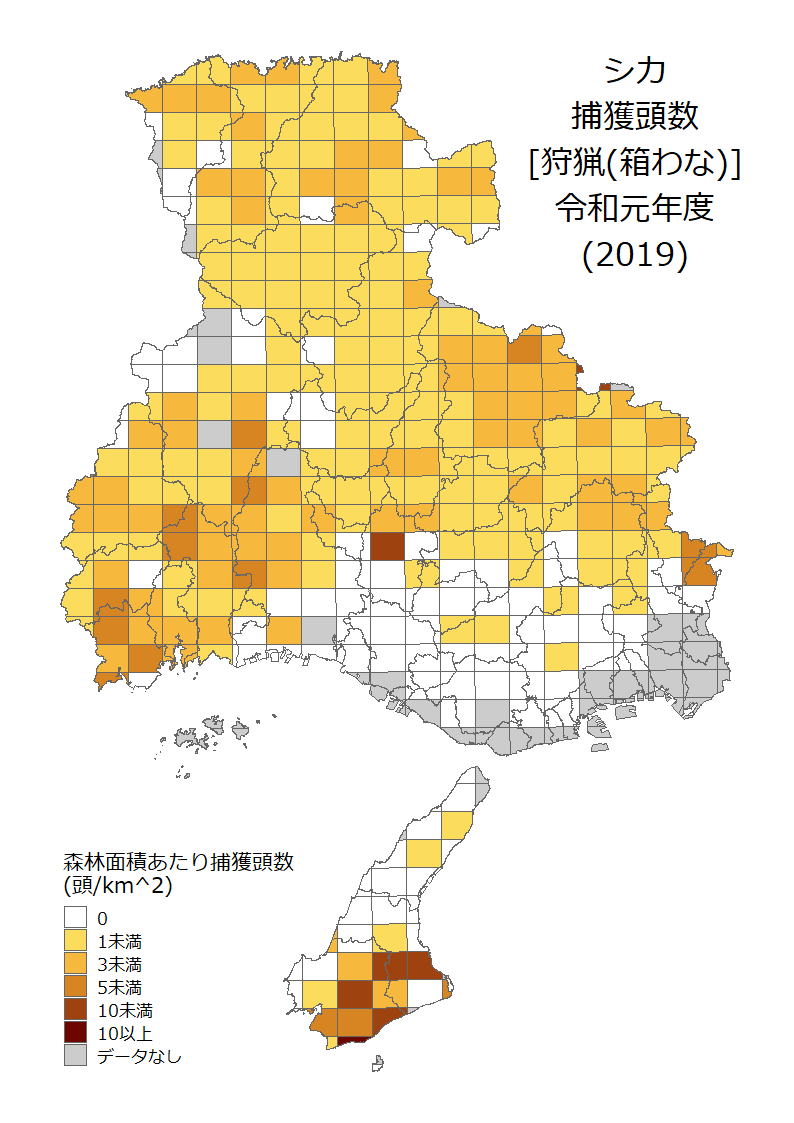 シカ
捕獲頭数
[狩猟(箱わな)]
令和元年度
(2019)
森林面積あたり捕獲頭数
(頭/km^2)
0
1未満
3未満
5未満
10未満
10以上
データなし